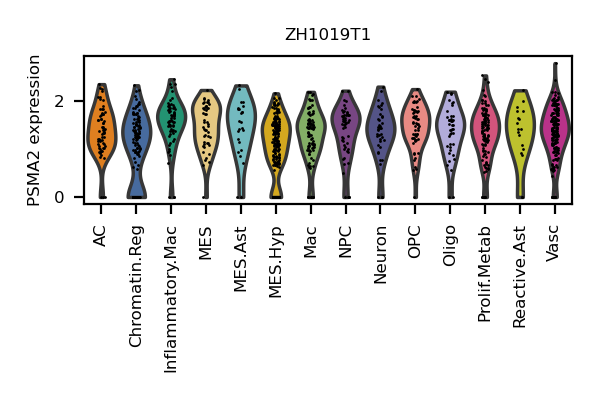 ZH1019T1
PSMA2 expression
2
0
AC
Chromatin.Reg
Inflammatory.Mac
MES
MES.Ast
MES.Hyp
Mac
NPC
Neuron
OPC
Oligo
Prolif.Metab
Reactive.Ast
Vasc